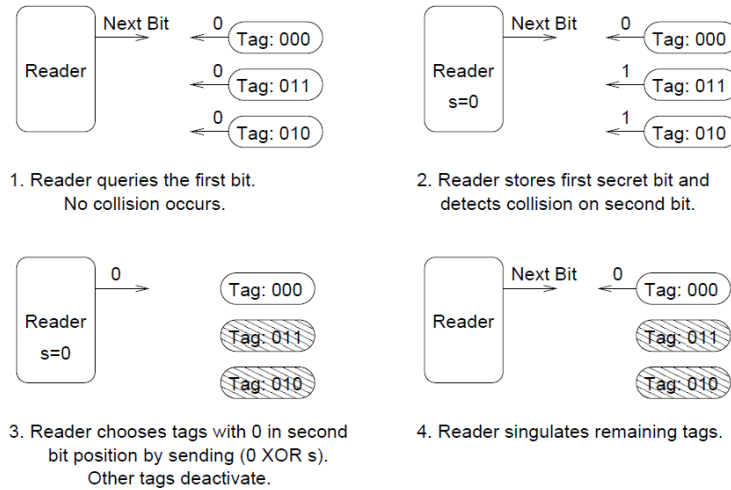 Next Bit
0
Tag: 000
Reader
0
Tag: 011
0
Tag: 010
1. Reader queries the first bit.
No collision occurs.
Next Bit
0
Tag: 000
Reader
s=0
1
Tag: 011
1
Tag: 010
2. Reader stores first secret bit and
detects collision on second bit.
0
Reader
s=0
Tag: 000
Tag: 011
Tag: 010
3. Reader chooses tags with 0 in second
bit position by sending (0 XOR s).
Other tags deactivate.
Next Bit
0
Tag: 000
Reader
Tag: 011
Tag: 010
4. Reader singulates remaining tags.